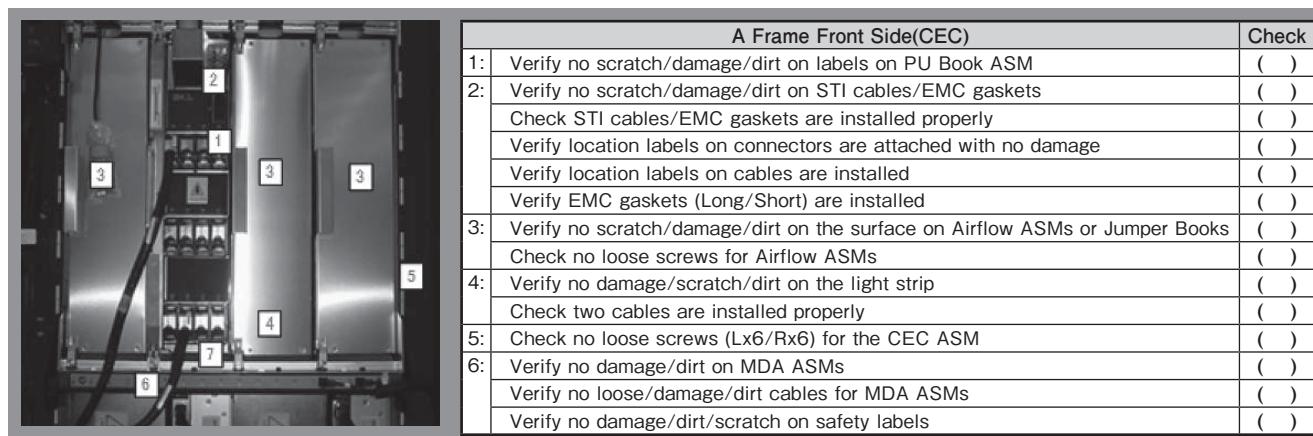 2
1
3
3
3
5
4
7
6
A Frame Front Side(CEC) Check
1: Verify no scratch/damage/dirt on labels on PU Book ASM ( )
2: Verify no scratch/damage/dirt on STI cables/EMC gaskets ( )
Check STI cables/EMC gaskets are installed properly ( )
Verify location labels on connectors are attached with no damage ( )
Verify location labels on cables are installed ( )
Verify EMC gaskets (Long/Short) are installed ( )
3: Verify no scratch/damage/dirt on the surface on Airflow ASMs or Jumper Books ( )
Check no loose screws for Airflow ASMs ( )
4: Verify no damage/scratch/dirt on the light strip ( )
Check two cables are installed properly ( )
5: Check no loose screws (Lx6/Rx6) for the CEC ASM ( )
6: Verify no damage/dirt on MDA ASMs ( )
Verify no loose/damage/dirt cables for MDA ASMs ( )
Verify no damage/dirt/scratch on safety labels ( )